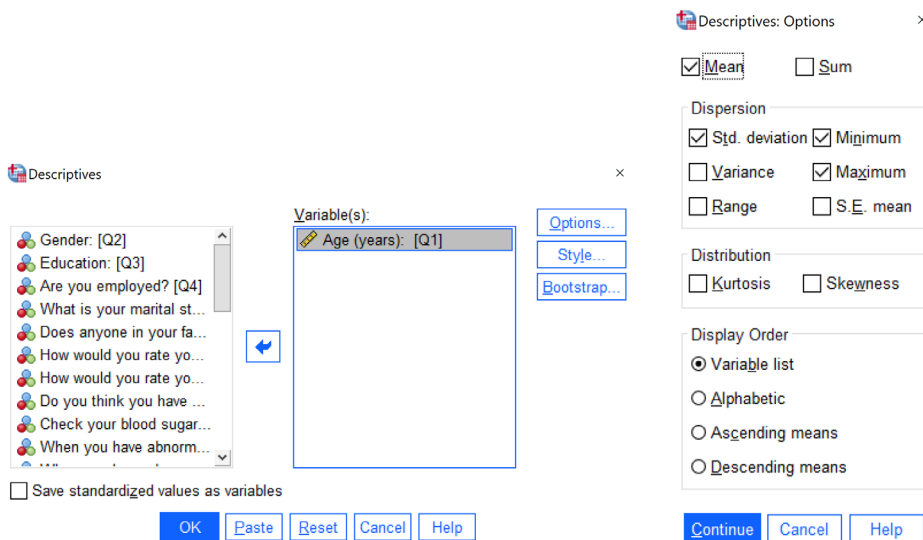 Descriptives
Gender: [Q2]
Education: [Q3]
Are you employed? [Q4]
What is your marital st...
Does anyone in your fa...
How would you rate yo...
How would you rate yo...
Do you think you have ...
Check your blood sugar...
When you have abnorm...
Variable(s):
Age (years): [Q1]
Options...
Style...
Bootstrap...
Save standardized values as variables
OK Paste Reset Cancel Help
Descriptives: Options
Mean Sum
Dispersion
Std. deviation Minimum
Variance Maximum
Range S.E. mean
Distribution
Kurtosis Skewness
Display Order
Variable list
Alphabetic
Ascending means
Descending means
Continue Cancel Help